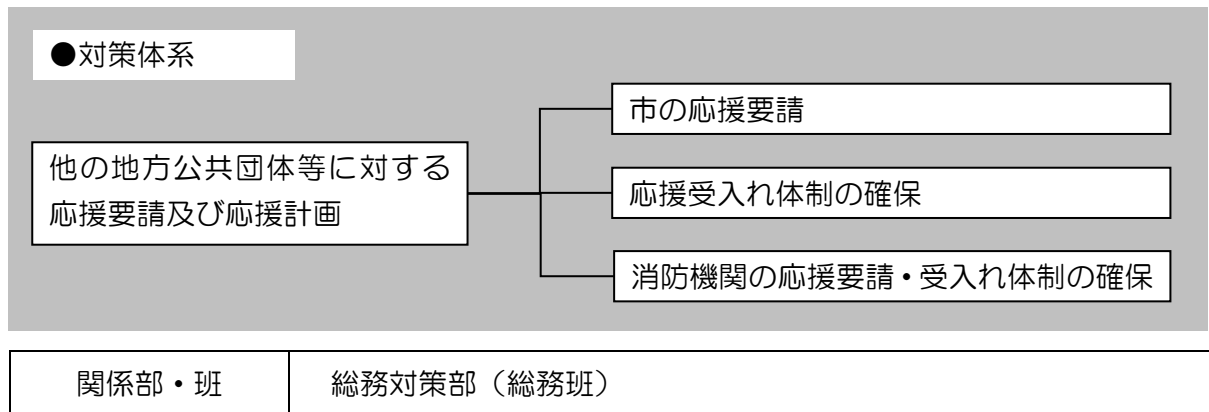 ●対策体系
他の地方公共団体等に対する
応援要請及び応援計画
市の応援要請
応援受入れ体制の確保
消防機関の応援要請・受入れ体制の確保
関係部・班 総務対策部（総務班）